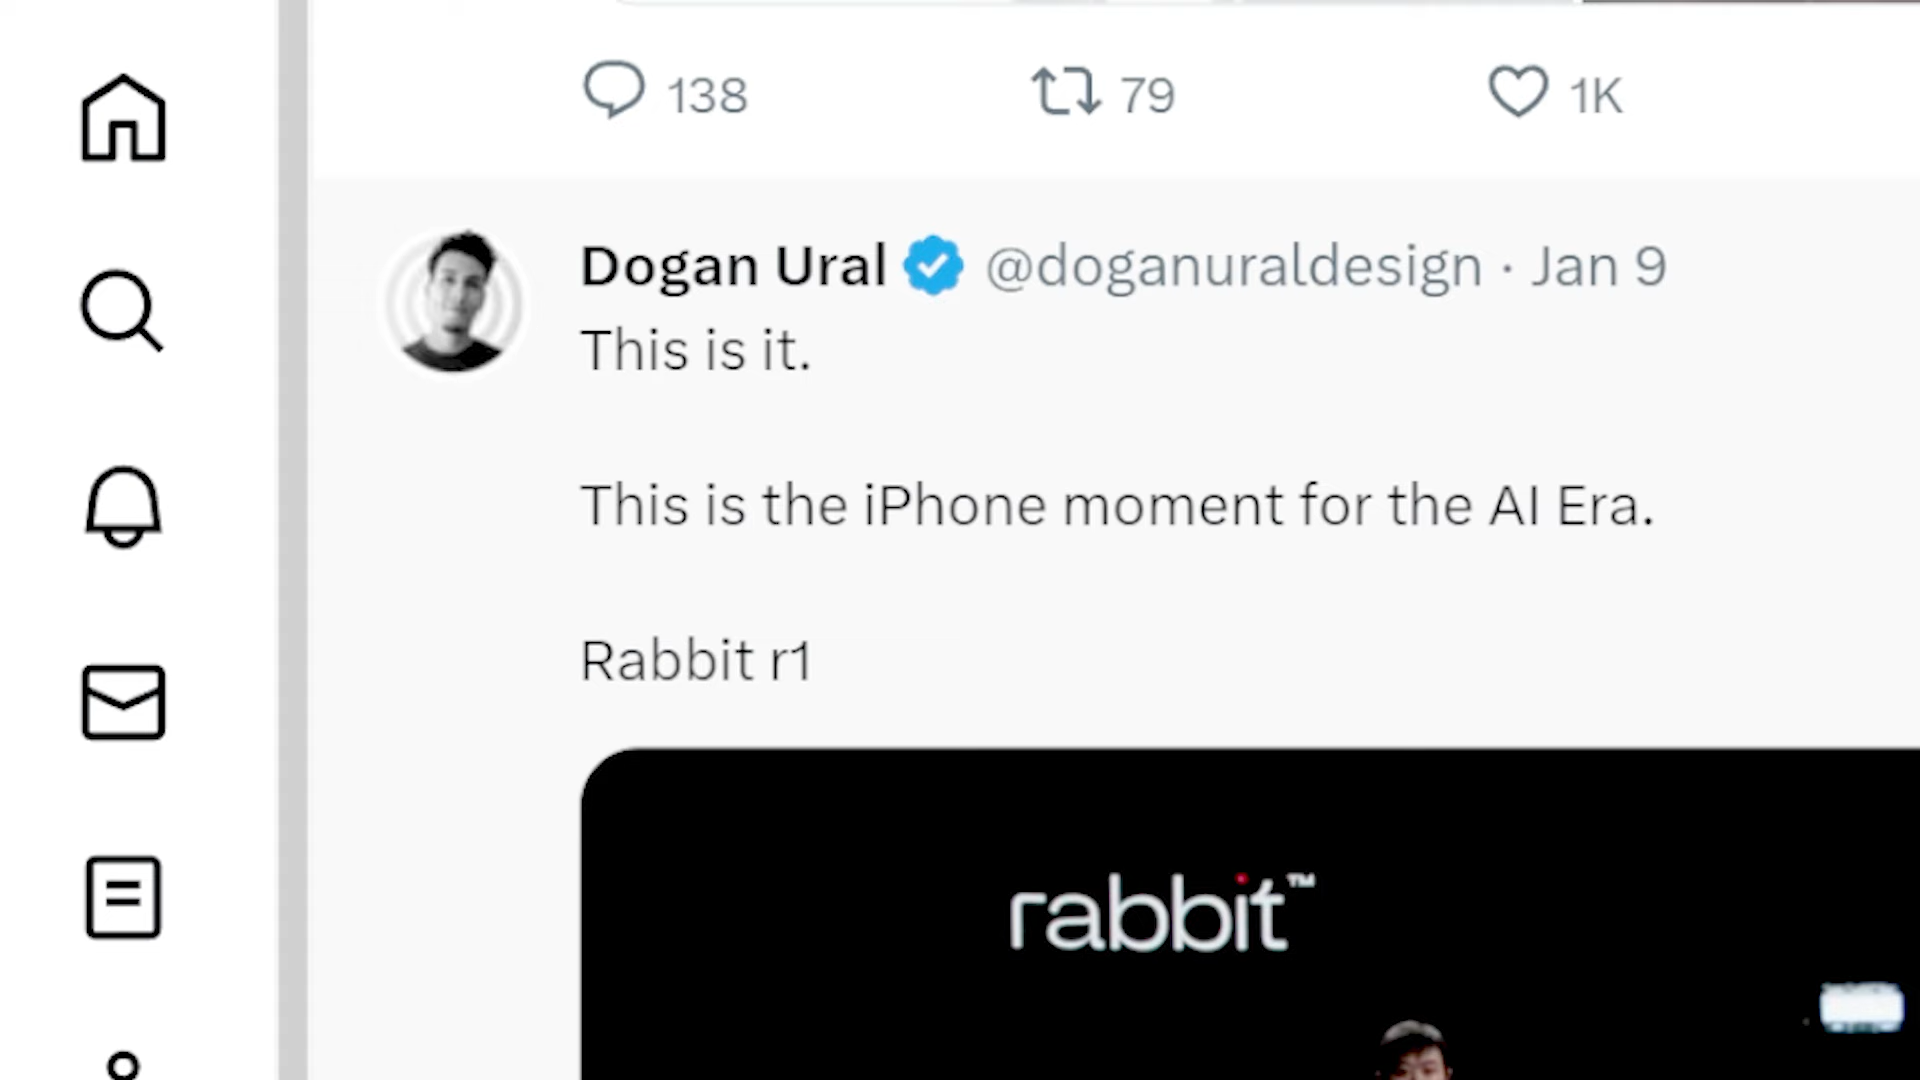 138 79 1K
Dogan Ural @doganuraldesign · Jan 9
This is it.
This is the iPhone moment for the AI Era.
Rabbit r1
rabbit™